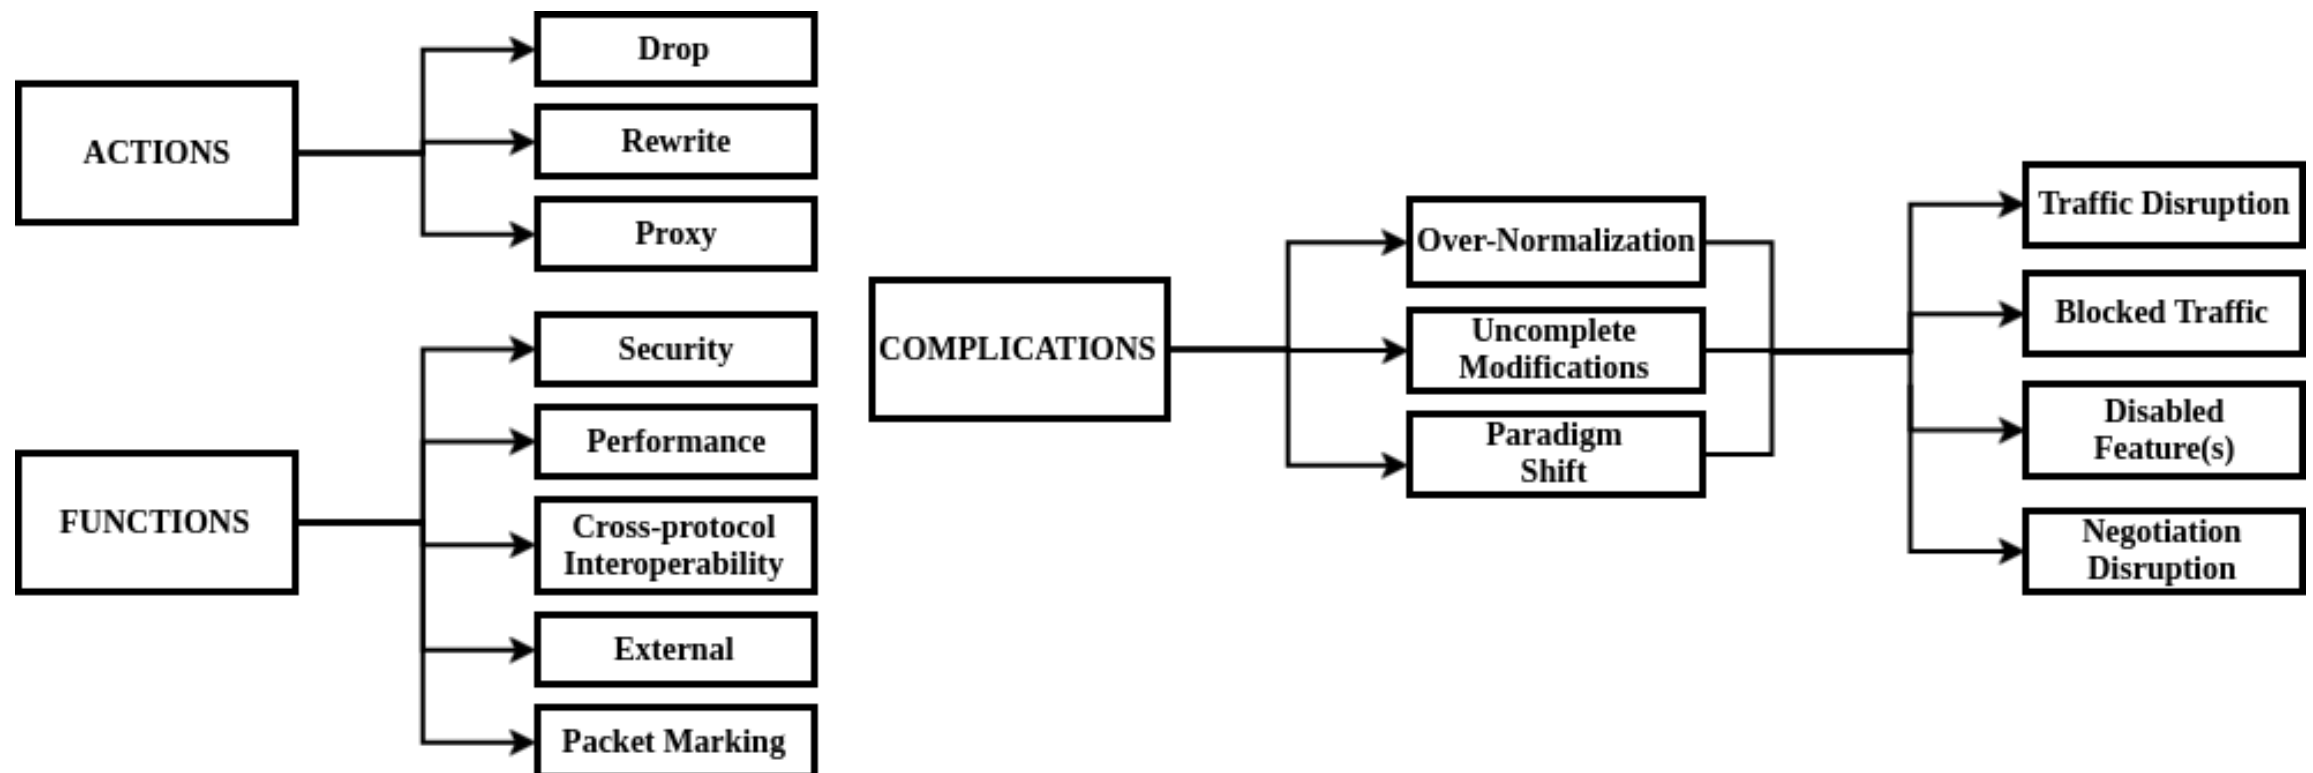 ACTIONS
Drop
Rewrite
Proxy
FUNCTIONS
Security
Performance
Cross-protocol
Interoperability
External
Packet Marking
COMPLICATIONS
Over-Normalization
Uncomplete
Modifications
Paradigm
Shift
Traffic Disruption
Blocked Traffic
Disabled
Feature(s)
Negotiation
Disruption